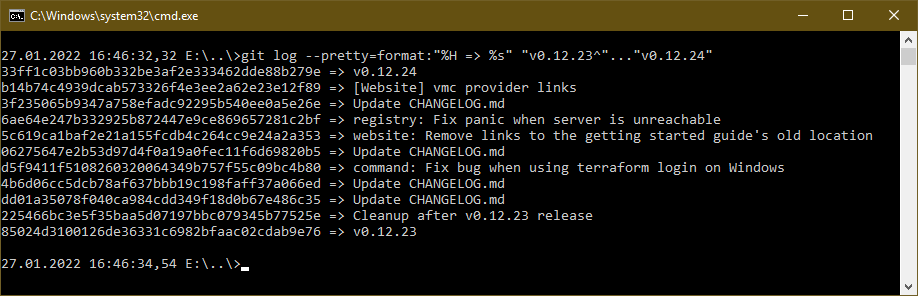 C:\Windows\system32\cmd.exe
27.01.2022 16:46:32,32 E:\..\>git log --pretty=format:"%H => %s" "v0.12.23^"..."v0.12.24"
33ff1c03bb960b332be3af2e333462dde88b279e => v0.12.24
b14b74c4939dcab573326f4e3ee2a62e23e12f89 => [Website] vmc provider links
3f235065b9347a758efadc92295b540ee0a5e26e => Update CHANGELOG.md
6ae64e247b332925b872447e9ce869657281c2bf => registry: Fix panic when server is unreachable
5c619ca1baf2e21a155fcdb4c264cc9e24a2a353 => website: Remove links to the getting started guide's old location
06275647e2b53d97d4f0a19a0fec11f6d69820b5 => Update CHANGELOG.md
d5f9411f5108260320064349b757f55c09bc4b80 => command: Fix bug when using terraform login on Windows
4b6d06cc5dcb78af637bbb19c198faff37a066ed => Update CHANGELOG.md
dd01a35078f040ca984cdd349f18d0b67e486c35 => Update CHANGELOG.md
225466bc3e5f35baa5d07197bbc079345b77525e => Cleanup after v0.12.23 release
85024d3100126de36331c6982bfaac02cdab9e76 => v0.12.23
27.01.2022 16:46:34,54 E:\..\>